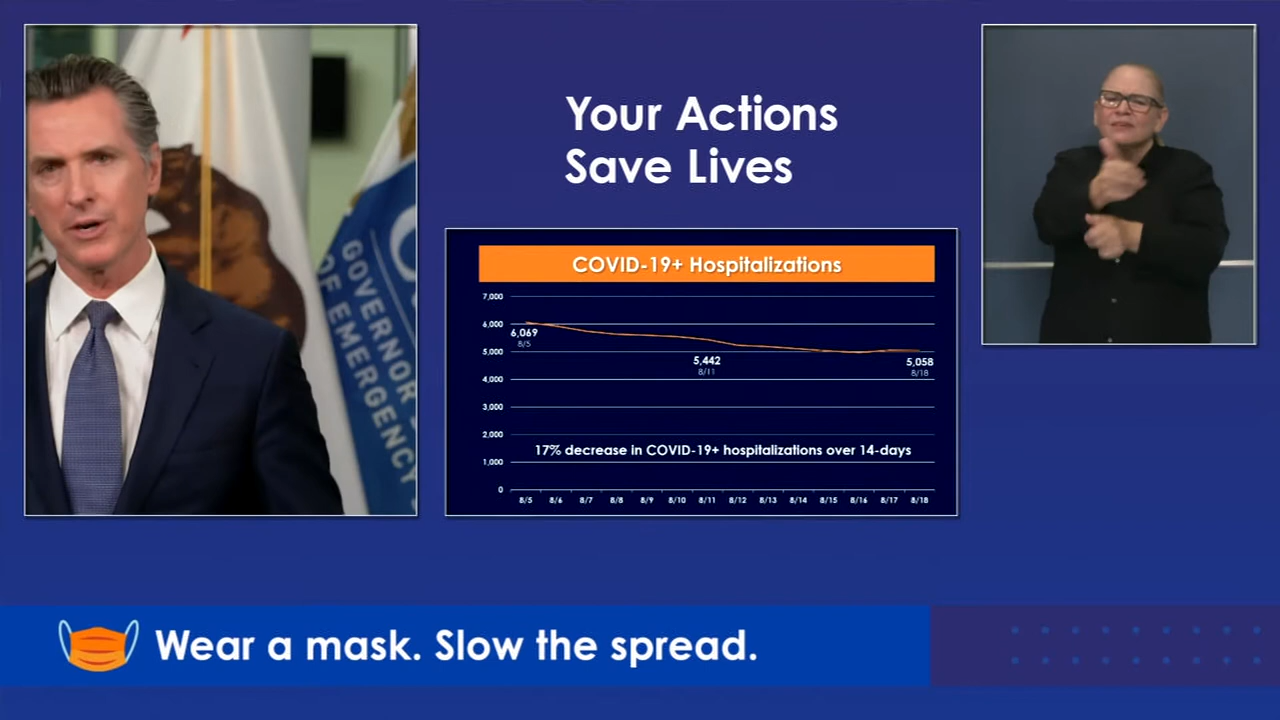 Your Actions
Save Lives
GOVERNOR
OF EMERGENCY
COVID-19+ Hospitalizations
7,000
6,000
5,000
4,000
3,000
2,000
1,000
0
6,069
8/5
5,442
8/11
5,058
8/18
17% decrease in COVID-19+ hospitalizations over 14-days
8/5 8/6 8/7 8/8 8/9 8/10 8/11 8/12 8/13 8/14 8/15 8/16 8/17 8/18
Wear a mask. Slow the spread.